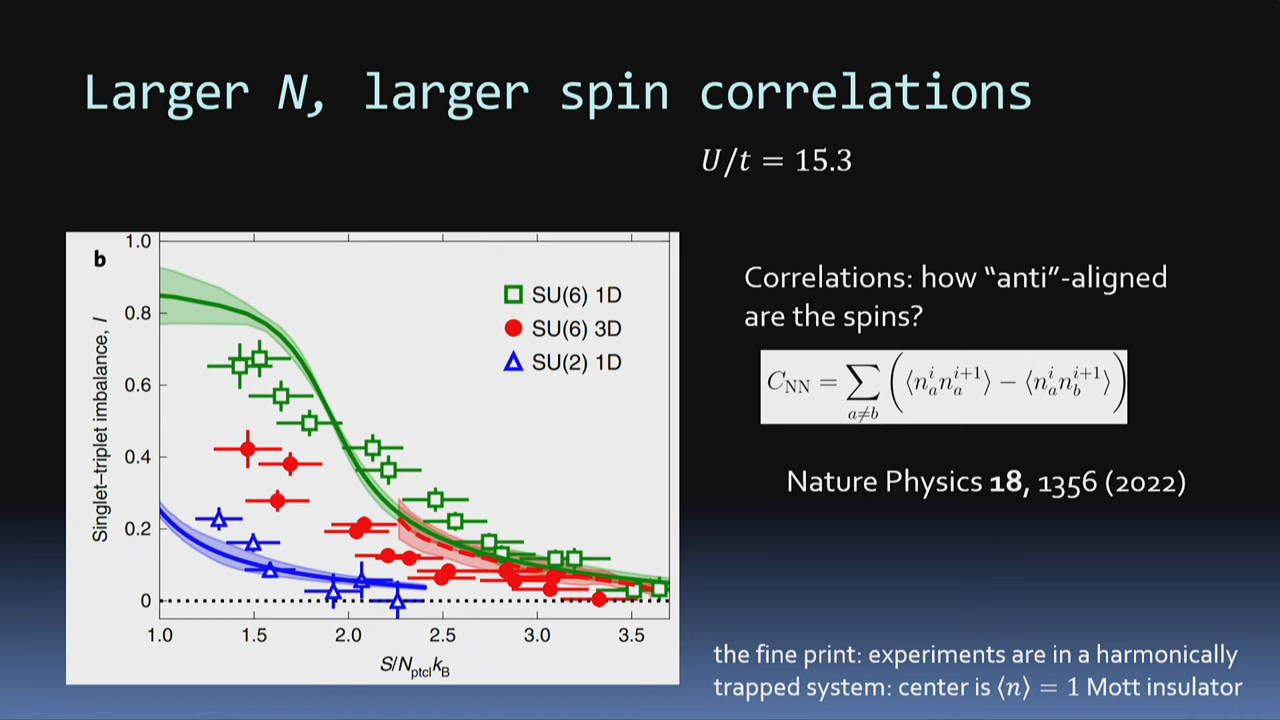 Larger N, larger spin correlations
U/t = 15.3
b
1.0
0.8
0.6
0.4
0.2
0
Singlet–triplet imbalance, I
SU(6) 1D
SU(6) 3D
SU(2) 1D
1.0 1.5 2.0 2.5 3.0 3.5
S/N_ptcl k_B
Correlations: how “anti”-aligned
are the spins?
C_NN = ∑_{a≠b} (⟨n_a^i n_a^{i+1}⟩ − ⟨n_a^i n_b^{i+1}⟩)
Nature Physics 18, 1356 (2022)
the fine print: experiments are in a harmonically
trapped system: center is ⟨n⟩ = 1 Mott insulator